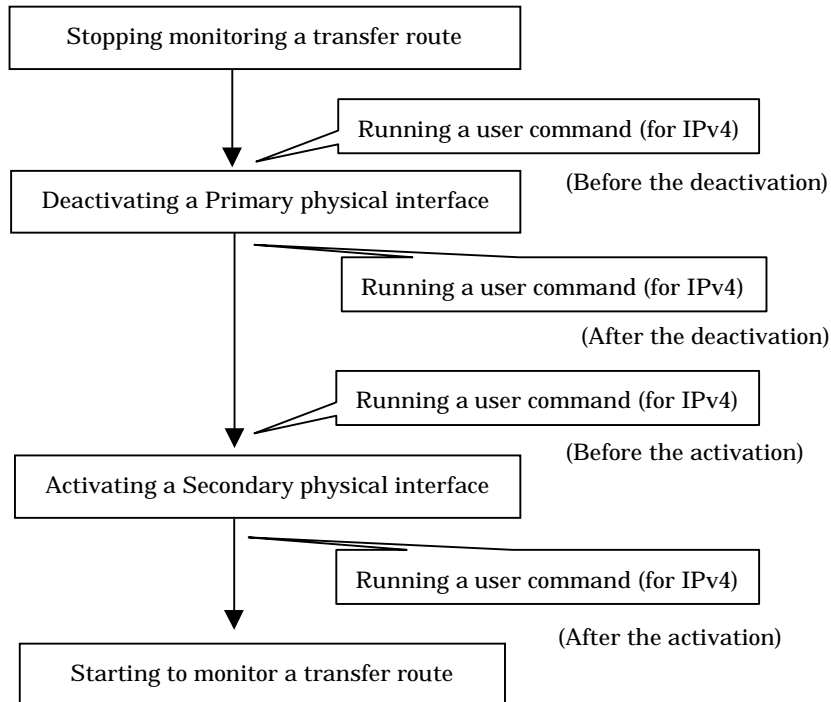 Stopping monitoring a transfer route
Running a user command (for IPv4)
(Before the deactivation)
Deactivating a Primary physical interface
Running a user command (for IPv4)
(After the deactivation)
Running a user command (for IPv4)
(Before the activation)
Activating a Secondary physical interface
Running a user command (for IPv4)
(After the activation)
Starting to monitor a transfer route